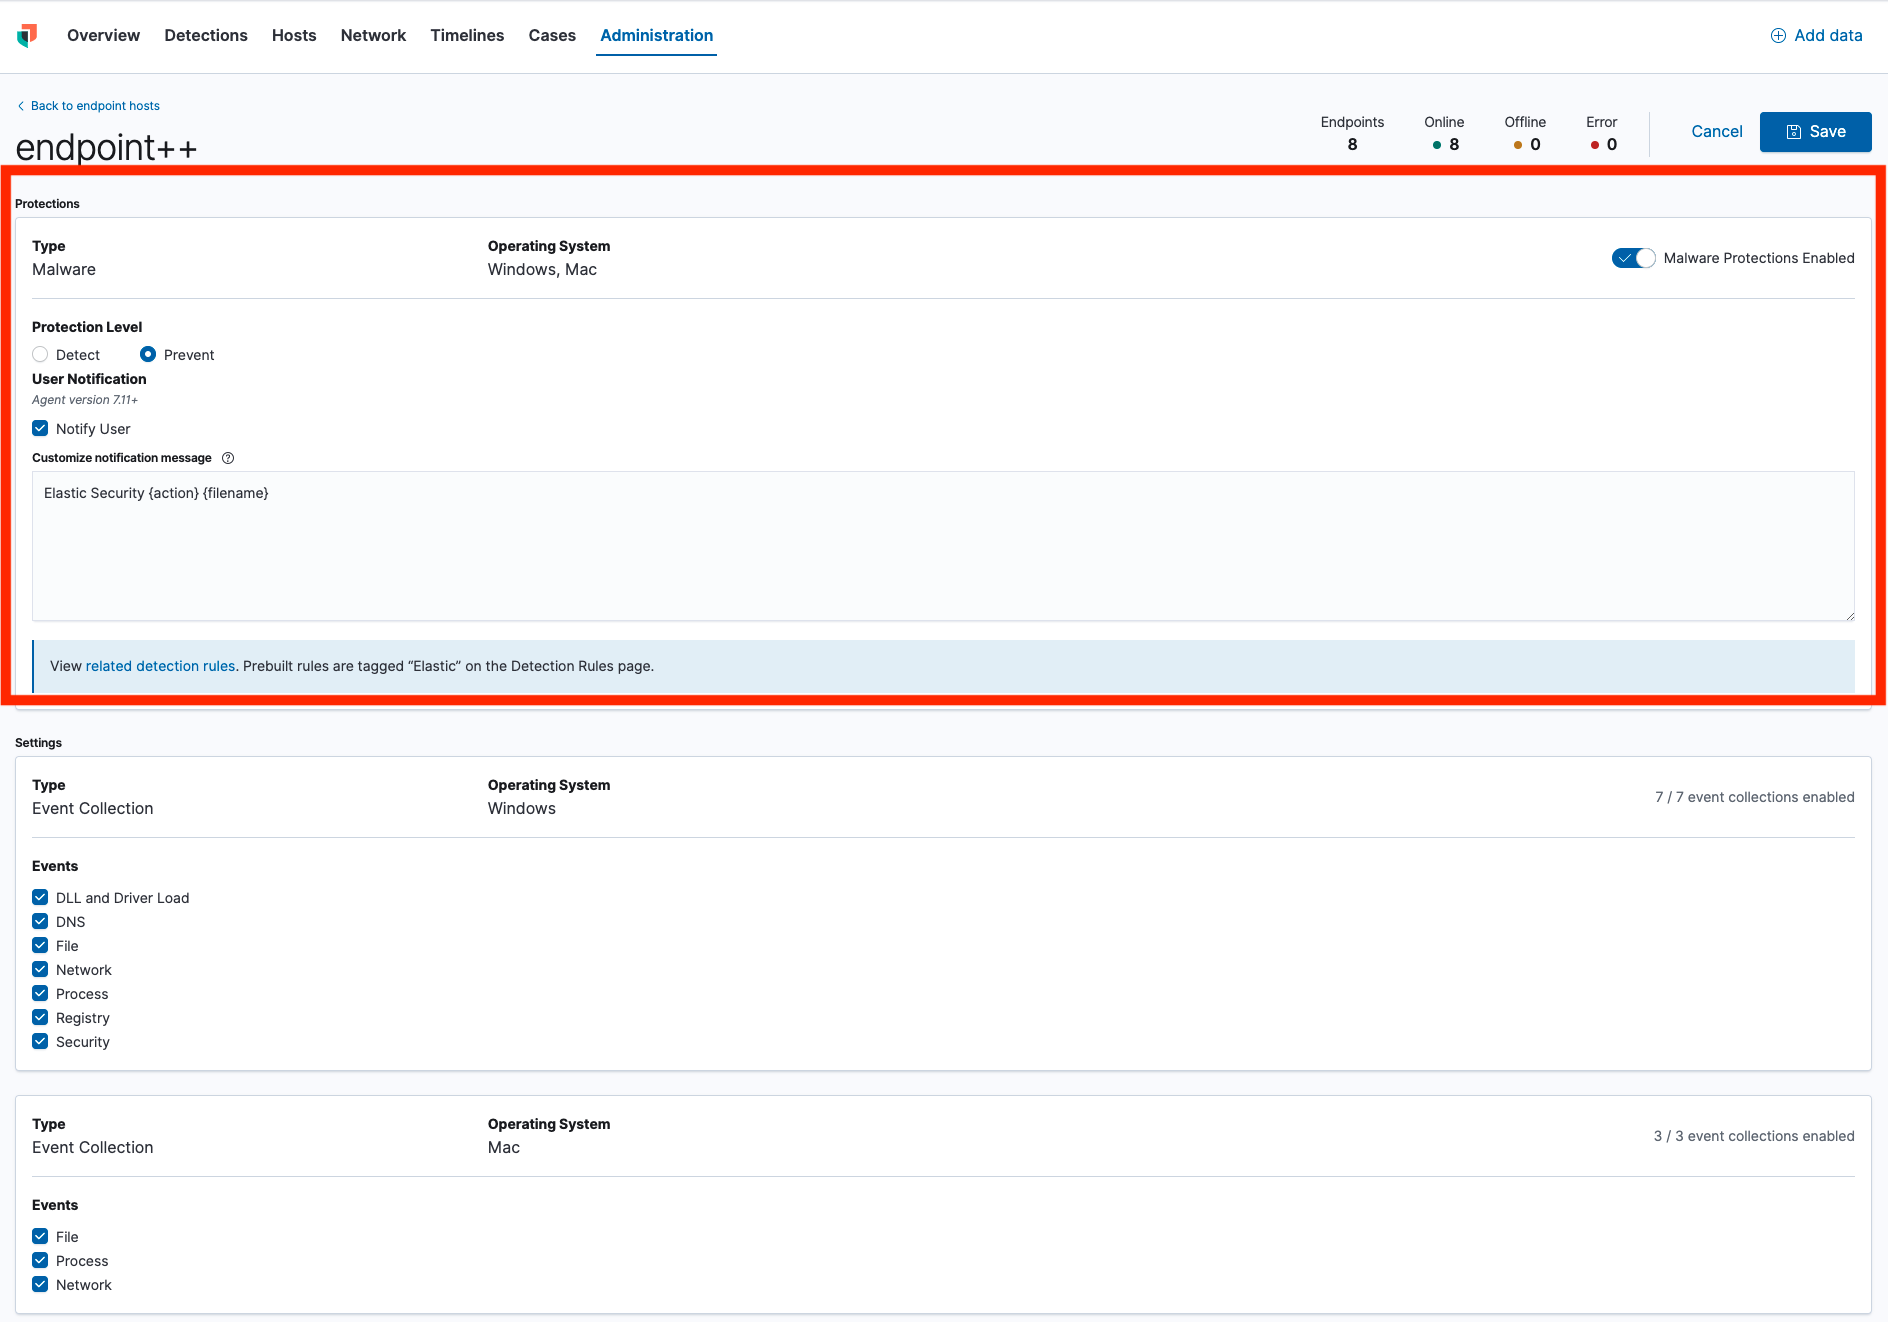 Overview Detections Hosts Network Timelines Cases Administration Add data
Back to endpoint hosts
endpoint++
Endpoints Online Offline Error
8 8 0 0
Cancel Save
Protections
Type Operating System
Malware Windows, Mac
Malware Protections Enabled
Protection Level
Detect Prevent
User Notification
Agent version 7.11+
Notify User
Customize notification message
Elastic Security {action} {filename}
View related detection rules. Prebuilt rules are tagged “Elastic” on the Detection Rules page.
Settings
Type Operating System
Event Collection Windows
7 / 7 event collections enabled
Events
DLL and Driver Load
DNS
File
Network
Process
Registry
Security
Type Operating System
Event Collection Mac
3 / 3 event collections enabled
Events
File
Process
Network